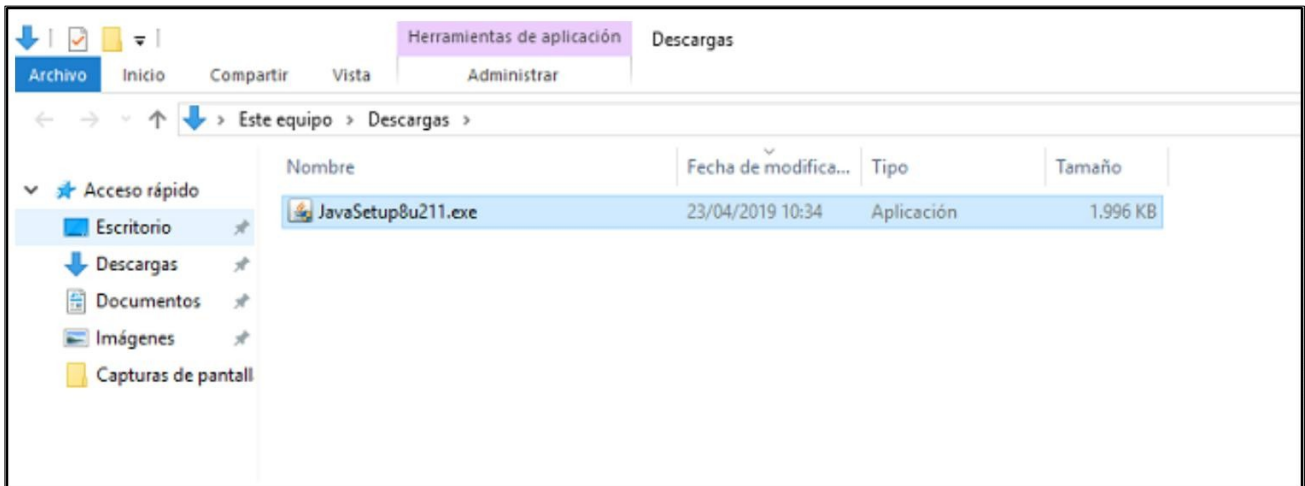 Herramientas de aplicación Descargas
Archivo Inicio Compartir Vista Administrar
Este equipo > Descargas >
Nombre Fecha de modifica... Tipo Tamaño
Acceso rápido
JavaSetup8u211.exe 23/04/2019 10:34 Aplicación 1.996 KB
Escritorio
Descargas
Documentos
Imágenes
Capturas de pantall